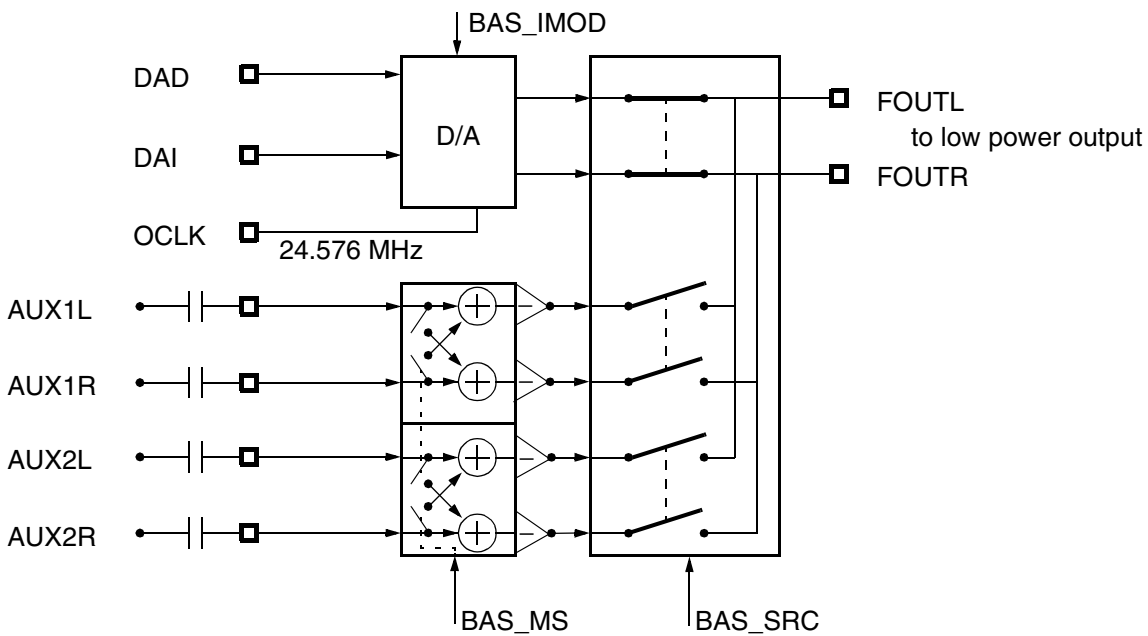 BAS_IMOD
DAD
D/A
FOUTL
to low power output
DAI
FOUTR
OCLK
24.576 MHz
AUX1L
AUX1R
AUX2L
AUX2R
BAS_MS
BAS_SRC